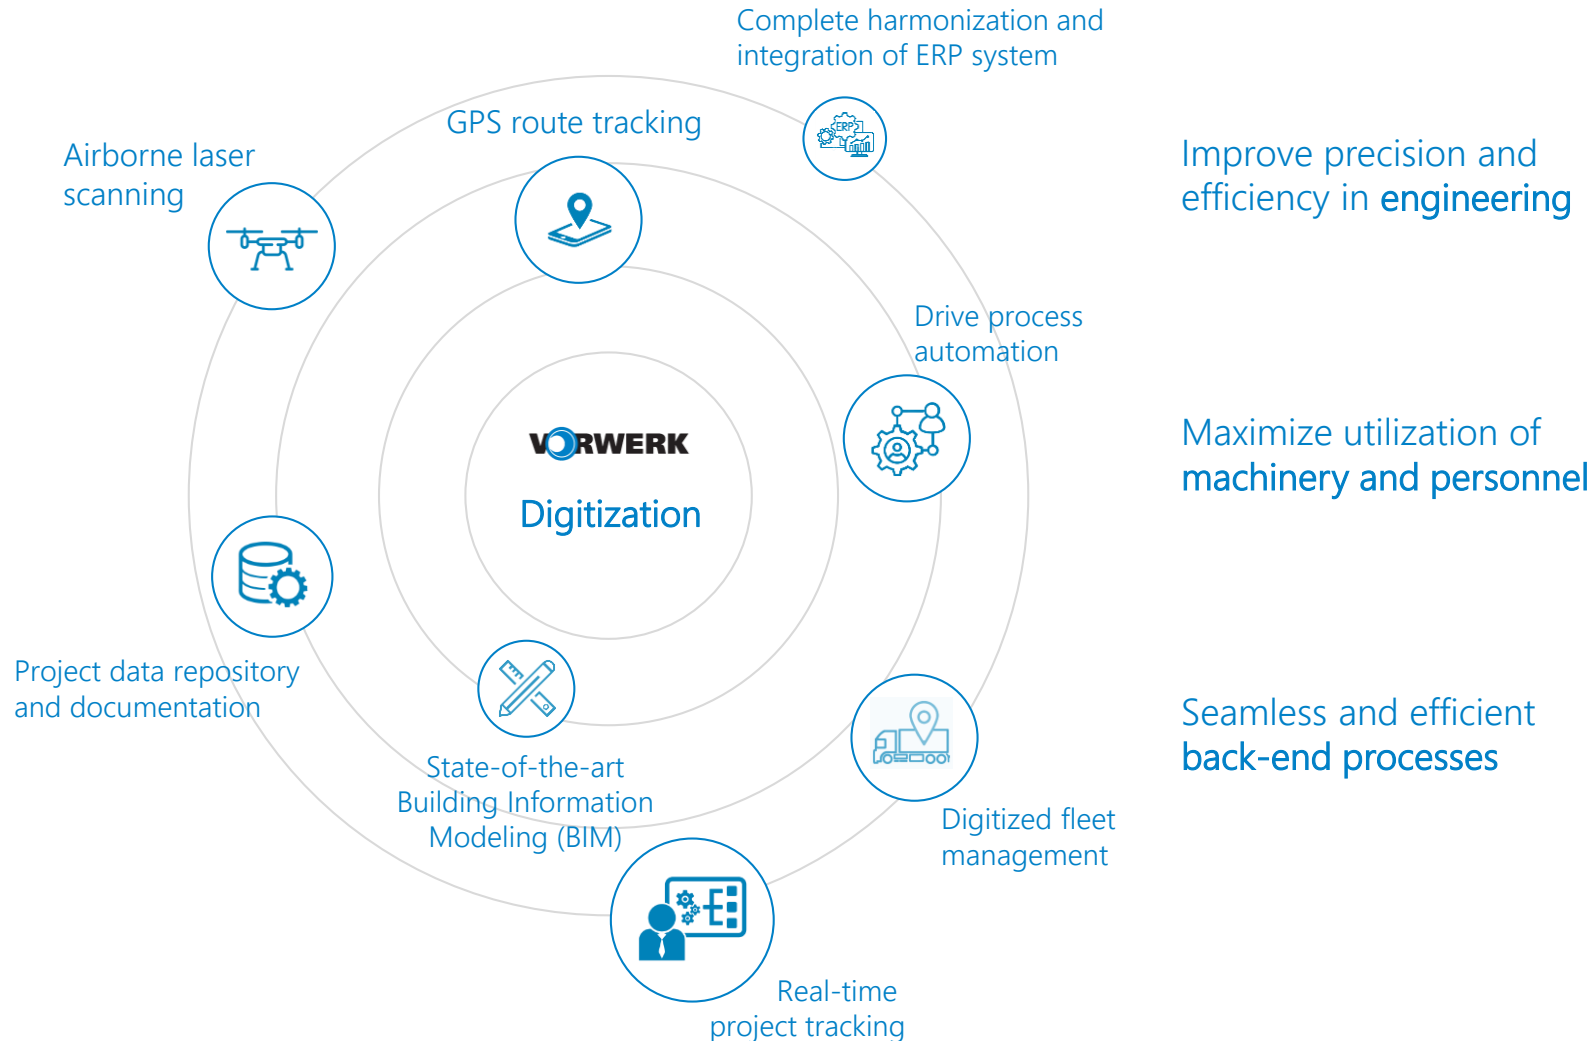 Complete harmonization and
integration of ERP system
GPS route tracking
ERP
Airborne laser
scanning
Improve precision and
efficiency in engineering
Drive process
automation
VORWERK
Digitization
Maximize utilization of
machinery and personnel
Project data repository
and documentation
State-of-the-art
Building Information
Modeling (BIM)
Seamless and efficient
back-end processes
Digitized fleet
management
Real-time
project tracking